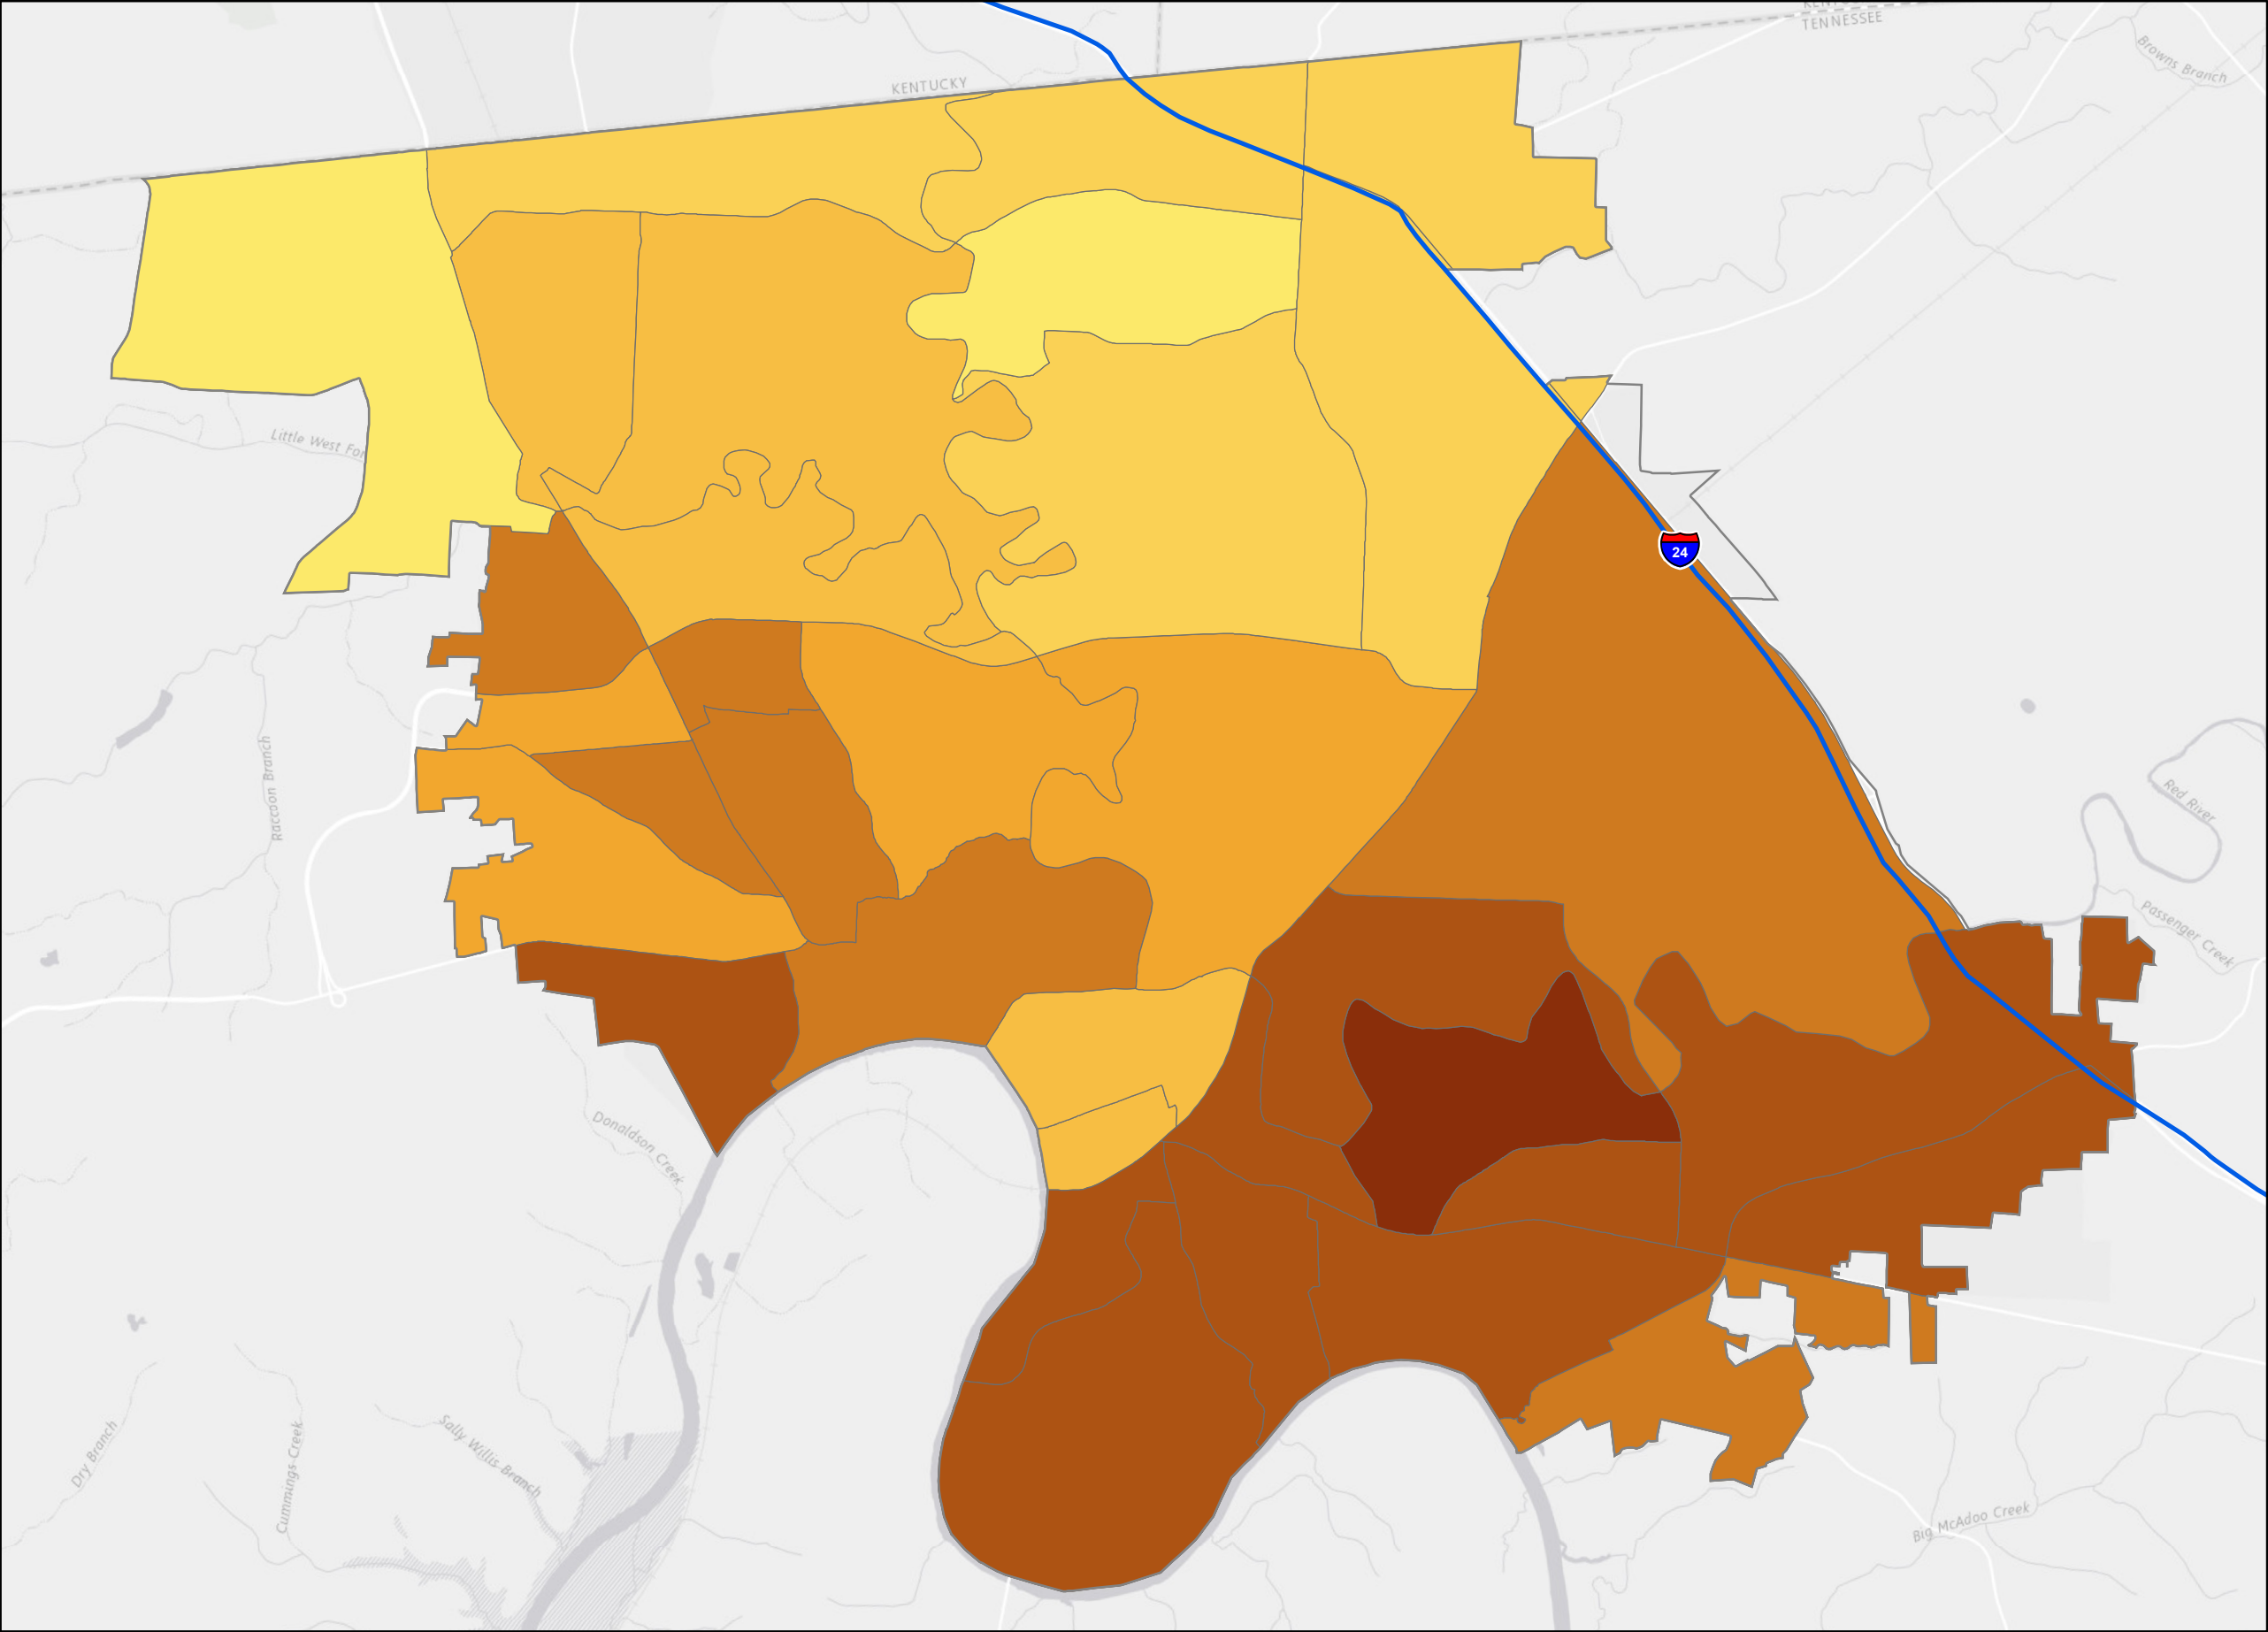 KENTUCKY
TENNESSEE
Browns Branch
KENTUCKY
Little West For
24
Raccoon Branch
Red River
Passenger Creek
Donaldson Creek
Dry Branch
Cummings Creek
Sally Willis Branch
Big McAdoo Creek